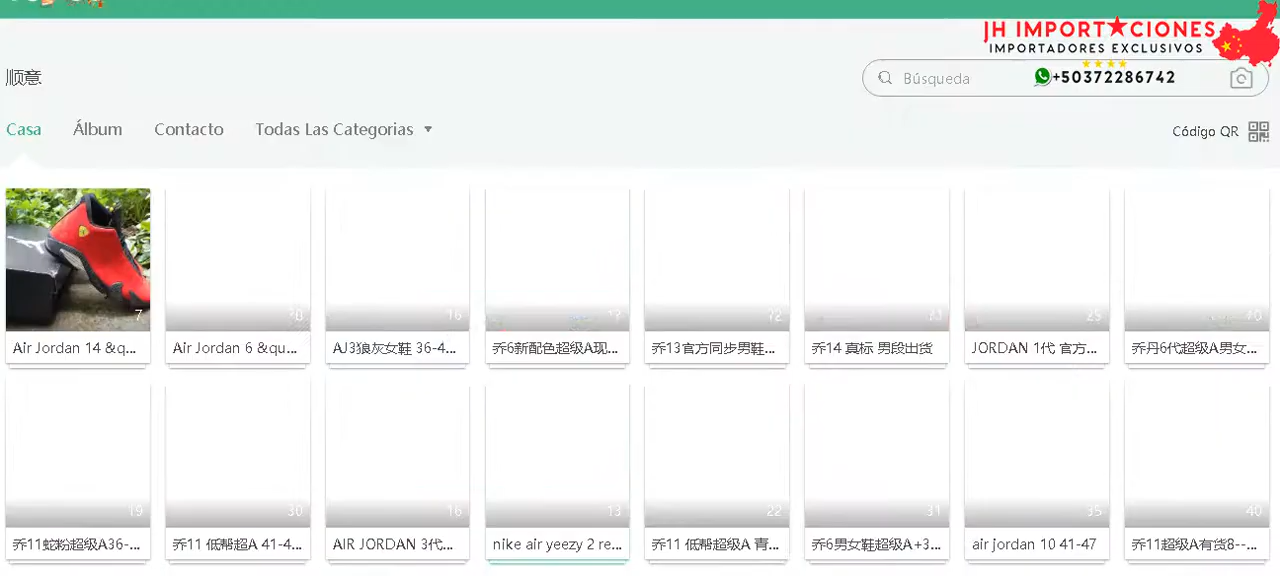 JH IMPORT★CIONES
IMPORTADORES EXCLUSIVOS
顺意
Búsqueda
+50372286742
Casa
Álbum
Contacto
Todas Las Categorias
Código QR
7
16
22
25
40
Air Jordan 14 &q...
Air Jordan 6 &qu...
AJ3狼灰女鞋 36-4...
乔6新配色超级A现...
乔13官方同步男鞋...
乔14 真标 男段出货
JORDAN 1代 官方...
乔丹6代超级A男女...
19
30
16
13
22
31
35
40
乔11蛇粉超级A36-...
乔11 低帮超A 41-4...
AIR JORDAN 3代...
nike air yeezy 2 re...
乔11 低帮超级A 青...
乔6男女鞋超级A+3...
air jordan 10 41-47
乔11超级A有货8--...